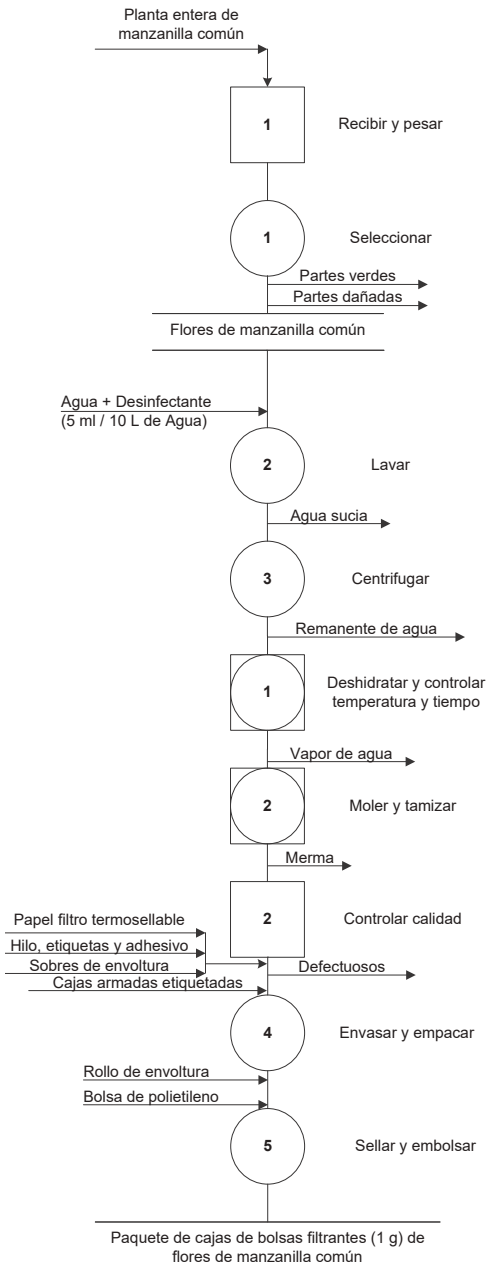 Planta entera de
manzanilla común
1
Recibir y pesar
1
Seleccionar
Partes verdes
Partes dañadas
Flores de manzanilla común
Agua + Desinfectante
(5 ml / 10 L de Agua)
2
Lavar
Agua sucia
3
Centrifugar
Remanente de agua
1
Deshidratar y controlar
temperatura y tiempo
Vapor de agua
2
Moler y tamizar
Merma
2
Controlar calidad
Papel filtro termosellable
Hilo, etiquetas y adhesivo
Sobres de envoltura
Defectuosos
Cajas armadas etiquetadas
4
Envasar y empacar
Rollo de envoltura
Bolsa de polietileno
5
Sellar y embolsar
Paquete de cajas de bolsas filtrantes (1 g) de
flores de manzanilla común